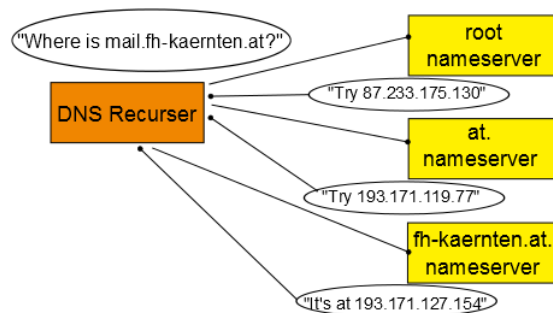 "Where is mail.fh-kaernten.at?"
root
nameserver
"Try 87.233.175.130"
DNS Recurser
at.
nameserver
"Try 193.171.119.77"
fh-kaernten.at.
nameserver
"It's at 193.171.127.154"